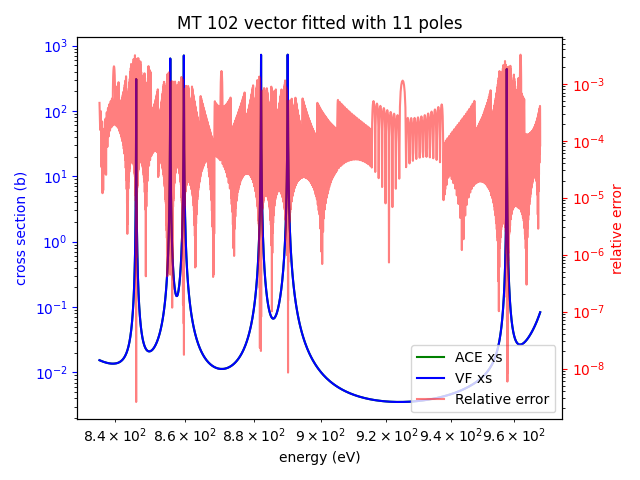 MT 102 vector fitted with 11 poles
10³
10²
10¹
10⁰
10⁻¹
10⁻²
cross section (b)
10⁻³
10⁻⁴
10⁻⁵
10⁻⁶
10⁻⁷
10⁻⁸
relative error
ACE xs
VF xs
Relative error
8.4 × 10² 8.6 × 10² 8.8 × 10² 9 × 10² 9.2 × 10² 9.4 × 10² 9.6 × 10²
energy (eV)